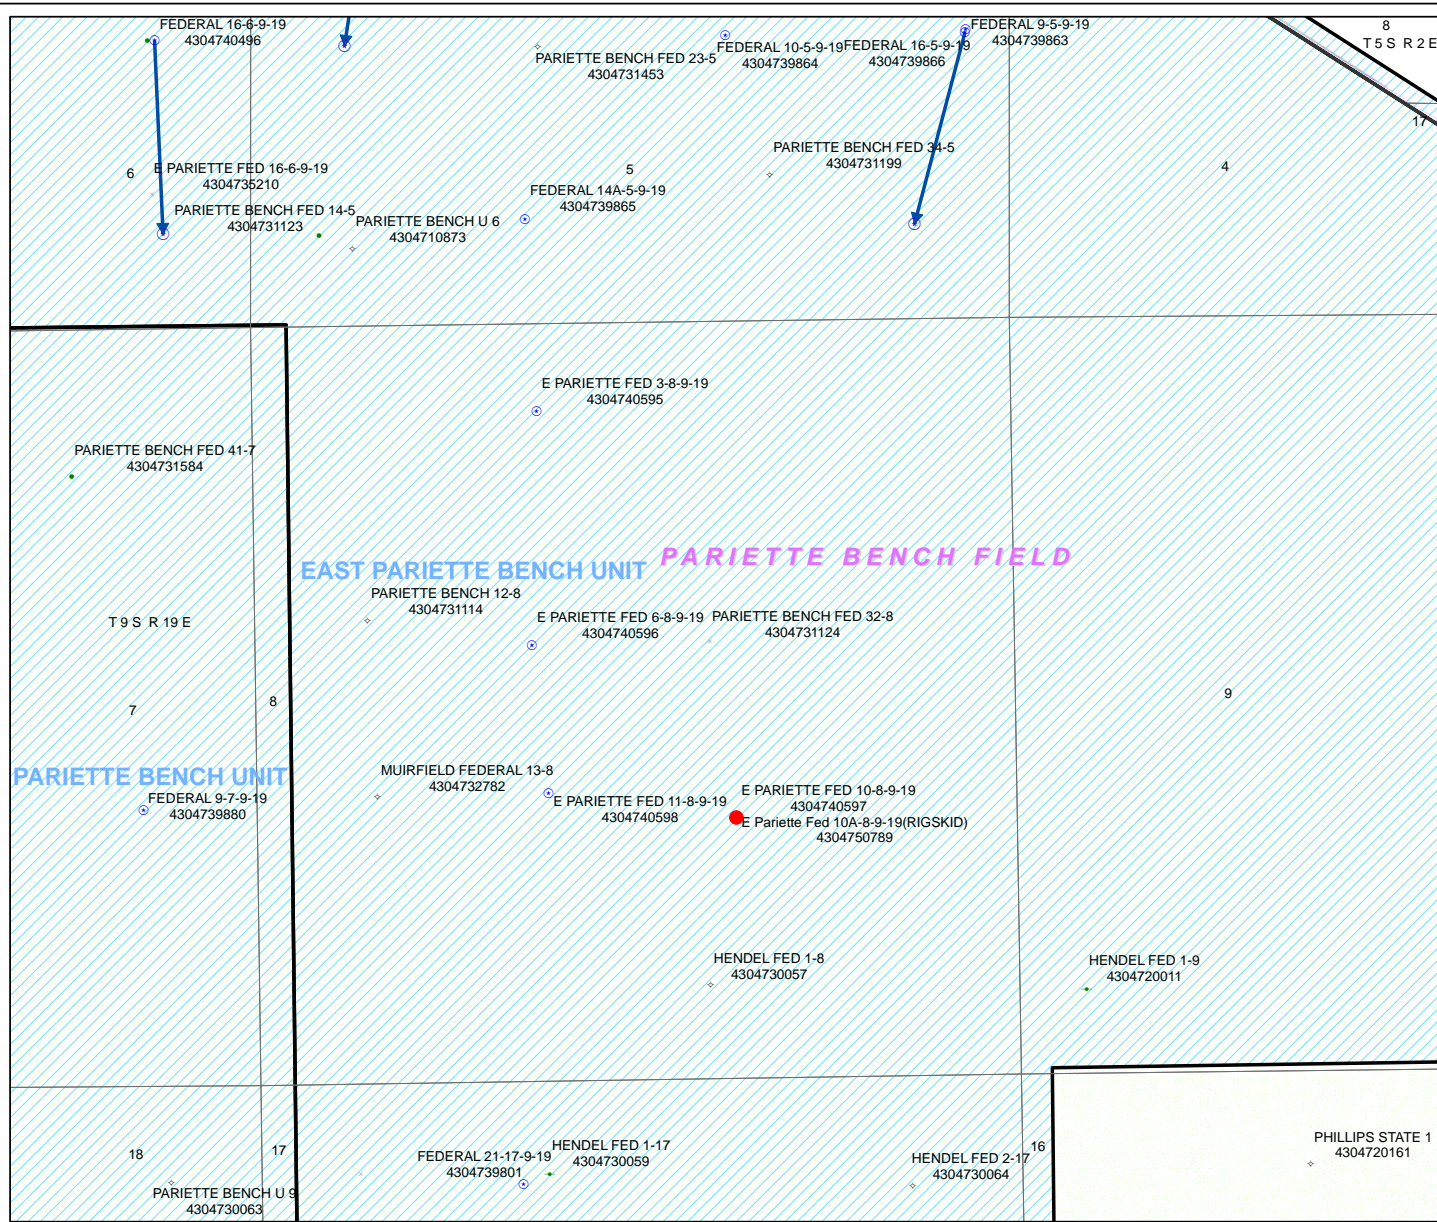 FEDERAL 16-6-9-19
4304740496
PARIETTE BENCH FED 23-5
4304731453
FEDERAL 10-5-9-19
4304739864
FEDERAL 16-5-9-19
4304739866
FEDERAL 9-5-9-19
4304739863
8
T 5 S R 2 E
17
6
E PARIETTE FED 16-6-9-19
4304735210
PARIETTE BENCH FED 14-5
4304731123
PARIETTE BENCH U 6
4304710873
5
FEDERAL 14A-5-9-19
4304739865
PARIETTE BENCH FED 34-5
4304731199
4
E PARIETTE FED 3-8-9-19
4304740595
PARIETTE BENCH FED 41-7
4304731584
EAST PARIETTE BENCH UNIT
PARIETTE BENCH FIELD
PARIETTE BENCH 12-8
4304731114
E PARIETTE FED 6-8-9-19
4304740596
PARIETTE BENCH FED 32-8
4304731124
T 9 S R 19 E
7
8
9
PARIETTE BENCH UNIT
FEDERAL 9-7-9-19
4304739880
MUIRFIELD FEDERAL 13-8
4304732782
E PARIETTE FED 11-8-9-19
4304740598
E PARIETTE FED 10-8-9-19
4304740597
E Pariette Fed 10A-8-9-19(RIGSKID)
4304750789
HENDEL FED 1-8
4304730057
HENDEL FED 1-9
4304720011
18
17
16
FEDERAL 21-17-9-19
4304739801
HENDEL FED 1-17
4304730059
HENDEL FED 2-17
4304730064
PHILLIPS STATE 1
4304720161
PARIETTE BENCH U 9
4304730063